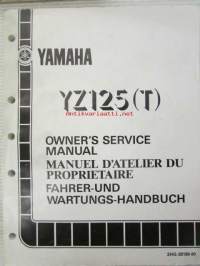 YAMAHA
YZ125(T)
OWNER'S SERVICE
MANUAL
MANUEL D'ATELIER DU
PROPRIETAIRE
FAHRER-UND
WARTUNGS-HANDBUCH